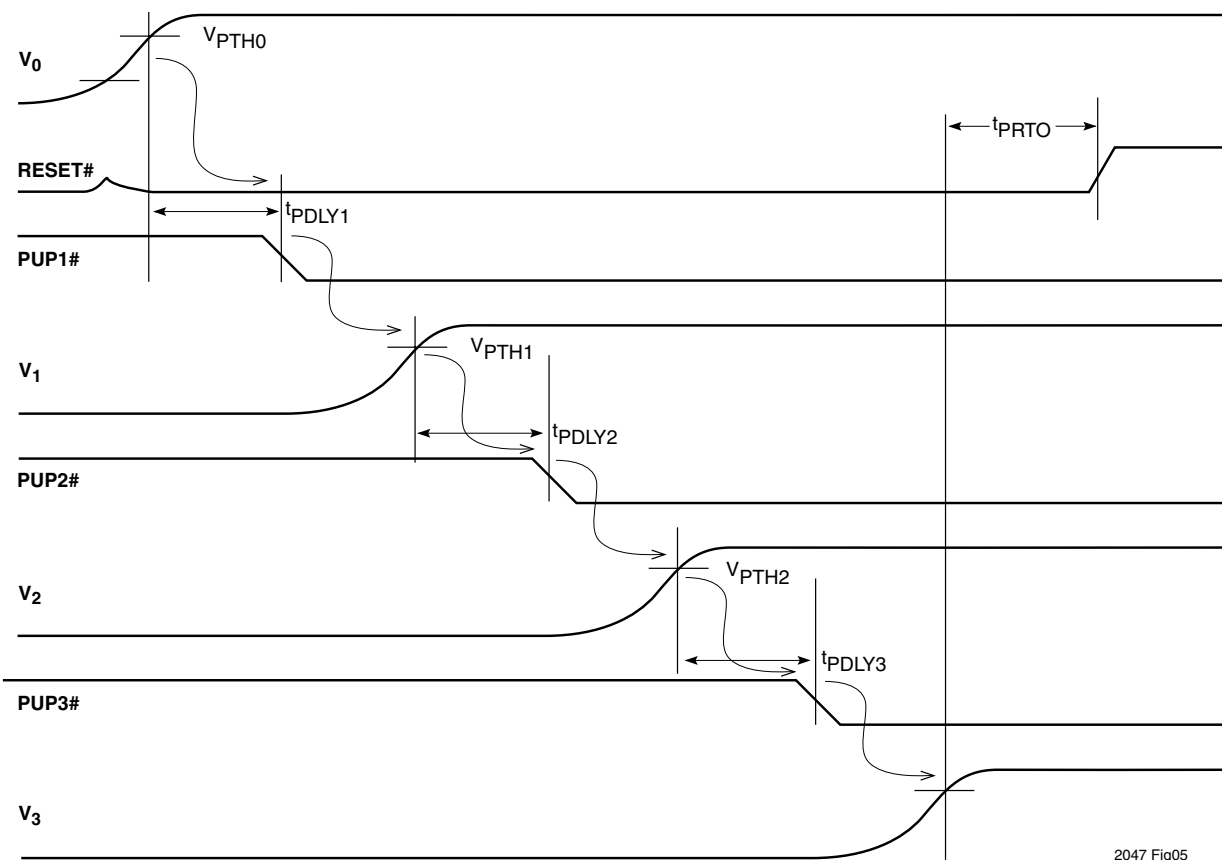 VPTH0
V0
tPRTO
RESET#
tPDLY1
PUP1#
VPTH1
V1
tPDLY2
PUP2#
VPTH2
V2
tPDLY3
PUP3#
V3
2047 Fig05